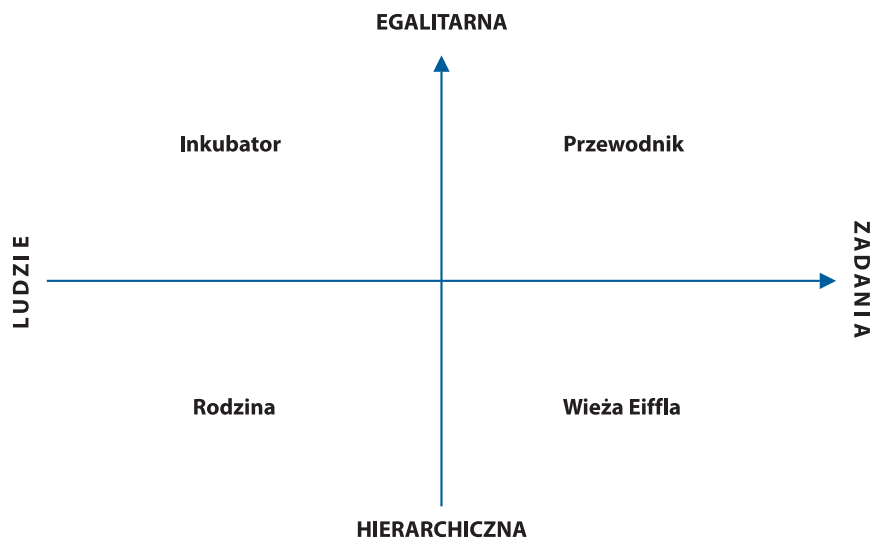 EGALITARNA
Inkubator
Przewodnik
LUDZIE
ZADANIA
Rodzina
Wieża Eiffla
HIERARCHICZNA